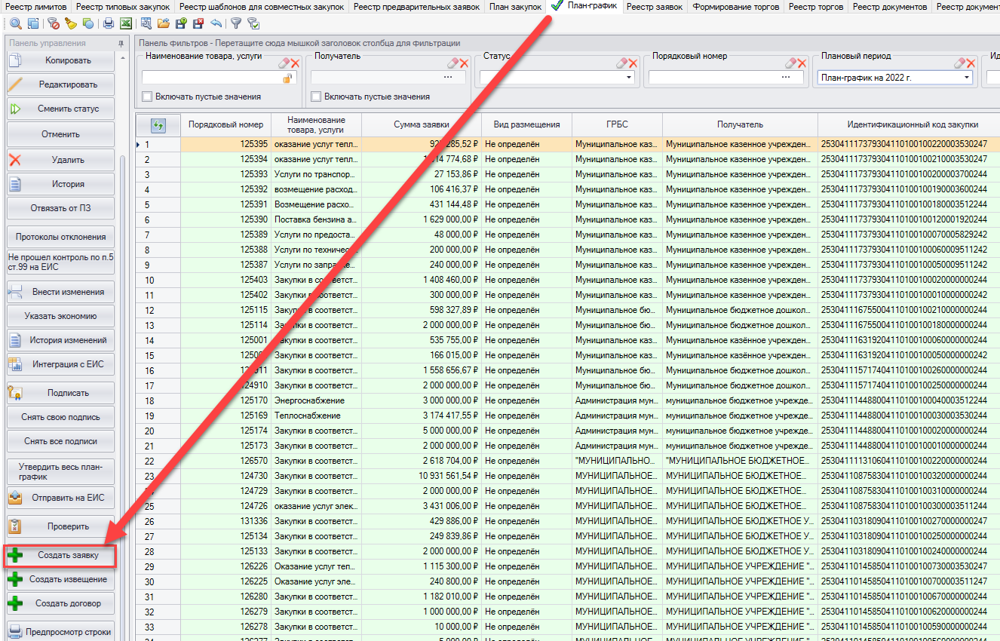 Реестр лимитов Реестр типовых закупок Реестр шаблонов для совместных закупок Реестр предварительных заявок План закупок План-график Реестр заявок Формирование торгов Реестр торгов Реестр документов Реестр докумен
Панель управления
Копировать
Редактировать
Сменить статус
Отменить
Удалить
История
Отвязать от ПЗ
Протоколы отклонения
Не прошел контроль по п.5
ст.99 на ЕИС
Внести изменения
Указать экономию
История изменений
Интеграция с ЕИС
Подписать
Снять свою подпись
Снять все подписи
Утвердить весь план-
график
Отправить на ЕИС
Проверить
Создать заявку
Создать извещение
Создать договор
Предпросмотр строки
Панель Фильтров - Перетащите сюда мышкой заголовок столбца для фильтрации
Наименование товара, услуги Получатель Статус Порядковый номер Плановый период Ид
План-график на 2022 г.
Включать пустые значения Включать пустые значения
Порядковый номер Наименование товара, услуги Сумма заявки Вид размещения ГРБС Получатель Идентификационный код закупки
1 125395 оказание услуг тепл... 285,52 ₽ Не определён Муниципальное каз... Муниципальное казенное учрежден... 253041117379304110100100220003530247
2 125394 оказание услуг тепл... 14 774,68 ₽ Не определён Муниципальное каз... Муниципальное казенное учрежден... 253041117379304110100100210003530247
3 125393 Услуги по транспор... 27 153,86 ₽ Не определён Муниципальное каз... Муниципальное казенное учрежден... 253041117379304110100100200003700244
4 125392 возмещение расход... 106 416,37 ₽ Не определён Муниципальное каз... Муниципальное казенное учрежден... 253041117379304110100100190003600244
5 125391 Возмещение расхо... 431 144,48 ₽ Не определён Муниципальное каз... Муниципальное казенное учрежден... 253041117379304110100100180003512244
6 125390 Поставка бензина а... 1 629 000,00 ₽ Не определён Муниципальное каз... Муниципальное казенное учрежден... 253041117379304110100100120001920244
7 125389 Услуги по предоста... 48 000,00 ₽ Не определён Муниципальное каз... Муниципальное казенное учрежден... 253041117379304110100100070005829242
8 125388 Услуги по техничес... 200 000,00 ₽ Не определён Муниципальное каз... Муниципальное казенное учрежден... 253041117379304110100100060009511242
9 125387 Услуги по запра 240 000,00 ₽ Не определён Муниципальное каз... Муниципальное казенное учрежден... 253041117379304110100100050009511242
10 125403 Закупки в соответст... 1 408 460,00 ₽ Не определён Муниципальное каз... Муниципальное казенное учрежден... 253041117379304110100100020000000244
11 125402 Закупки в соответст... 300 000,00 ₽ Не определён Муниципальное каз... Муниципальное казенное учрежден... 253041117379304110100100010000000242
12 125115 Закупки в соответст... 598 327,89 ₽ Не определён Муниципальное бю... Муниципальное бюджетное дошкол... 253041116755004110100100210000000244
13 125114 Закупки в соответст... 2 000 000,00 ₽ Не определён Муниципальное бю... Муниципальное бюджетное дошкол... 253041116755004110100100180000000244
14 125001 Закупки в соответст... 535 755,00 ₽ Не определён Муниципальное каз... Муниципальное казённое учрежден... 253041116319204110100100060000000244
15 12500 Закупки в соответст... 166 015,00 ₽ Не определён Муниципальное каз... Муниципальное казённое учрежден... 253041116319204110100100050000000242
16 911 Закупки в соответст... 1 558 656,67 ₽ Не определён Муниципальное бю... Муниципальное бюджетное дошкол... 253041115717404110100100260000000244
17 124910 Закупки в соответст... 2 000 000,00 ₽ Не определён Муниципальное бю... Муниципальное бюджетное дошкол... 253041115717404110100100250000000244
18 125170 Энергоснабжение 3 000 000,00 ₽ Не определён Администрация мун... муниципальное бюджетное учрежде... 253041114488004110100100040003512244
19 125169 Теплоснабжение 3 174 417,55 ₽ Не определён Администрация мун... муниципальное бюджетное учрежде... 253041114488004110100100030003530244
20 125174 Закупки в соответст... 5 000 000,00 ₽ Не определён Администрация мун... муниципальное бюджетное учрежде... 253041114488004110100100020000000244
21 125173 Закупки в соответст... 2 000 000,00 ₽ Не определён Администрация мун... муниципальное бюджетное учрежде... 253041114488004110100100010000000244
22 126570 Закупки в соответст... 2 618 704,00 ₽ Не определён "МУНИЦИПАЛЬНО... "МУНИЦИПАЛЬНОЕ БЮДЖЕТНОЕ... 253041111310604110100100220000000244
23 124730 Закупки в соответст... 10 931 561,54 ₽ Не определён МУНИЦИПАЛЬНОЕ... МУНИЦИПАЛЬНОЕ БЮДЖЕТНОЕ... 253041108758304110100100320000000244
24 124729 Закупки в соответст... 2 000 000,00 ₽ Не определён МУНИЦИПАЛЬНОЕ... МУНИЦИПАЛЬНОЕ БЮДЖЕТНОЕ... 253041108758304110100100310000000244
25 124726 оказание услуг элек... 3 431 006,00 ₽ Не определён МУНИЦИПАЛЬНОЕ... МУНИЦИПАЛЬНОЕ БЮДЖЕТНОЕ... 253041108758304110100100300003511244
26 131336 Закупки в соответст... 429 886,00 ₽ Не определён МУНИЦИПАЛЬНОЕ... МУНИЦИПАЛЬНОЕ БЮДЖЕТНОЕ У... 253041103180904110100100270000000247
27 125134 Закупки в соответст... 249 839,86 ₽ Не определён МУНИЦИПАЛЬНОЕ... МУНИЦИПАЛЬНОЕ БЮДЖЕТНОЕ У... 253041103180904110100100250000000244
28 125133 Закупки в соответст... 2 000 000,00 ₽ Не определён МУНИЦИПАЛЬНОЕ... МУНИЦИПАЛЬНОЕ БЮДЖЕТНОЕ У... 253041103180904110100100240000000244
29 126226 Оказание услуг теп... 1 115 300,00 ₽ Не определён МУНИЦИПАЛЬНОЕ... МУНИЦИПАЛЬНОЕ УЧРЕЖДЕНИЕ "... 253041101458504110100100730003530247
30 126225 Оказание услуг эле... 240 800,00 ₽ Не определён МУНИЦИПАЛЬНОЕ... МУНИЦИПАЛЬНОЕ УЧРЕЖДЕНИЕ "... 253041101458504110100100700003511247
31 126280 Закупки в соответст... 1 182 010,00 ₽ Не определён МУНИЦИПАЛЬНОЕ... МУНИЦИПАЛЬНОЕ УЧРЕЖДЕНИЕ "... 253041101458504110100100670000000244
32 126279 Закупки в соответст... 1 000 000,00 ₽ Не определён МУНИЦИПАЛЬНОЕ... МУНИЦИПАЛЬНОЕ УЧРЕЖДЕНИЕ "... 253041101458504110100100620000000244
33 126278 Закупки в соответст... 10 000,00 ₽ Не определён МУНИЦИПАЛЬНОЕ... МУНИЦИПАЛЬНОЕ УЧРЕЖДЕНИЕ "... 253041101458504110100100590000000244